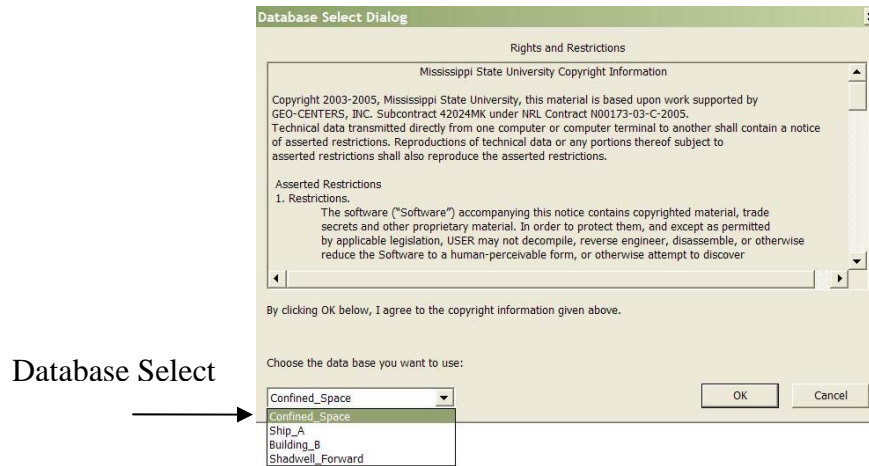 Database Select Dialog
Rights and Restrictions
Mississippi State University Copyright Information
Copyright 2003-2005, Mississippi State University, this material is based upon work supported by
GEO-CENTERS, INC. Subcontract 42024MK under NRL Contract N00173-03-C-2005.
Technical data transmitted directly from one computer or computer terminal to another shall contain a notice
of asserted restrictions. Reproductions of technical data or any portions thereof subject to
asserted restrictions shall also reproduce the asserted restrictions.
Asserted Restrictions
1. Restrictions.
The software ("Software") accompanying this notice contains copyrighted material, trade
secrets and other proprietary material. In order to protect them, and except as permitted
by applicable legislation, USER may not decompile, reverse engineer, disassemble, or otherwise
reduce the Software to a human-perceivable form, or otherwise attempt to discover
By clicking OK below, I agree to the copyright information given above.
Choose the data base you want to use:
Database Select
Confined_Space
OK
Cancel
Confined_Space
Ship_A
Building_B
Shadwell_Forward